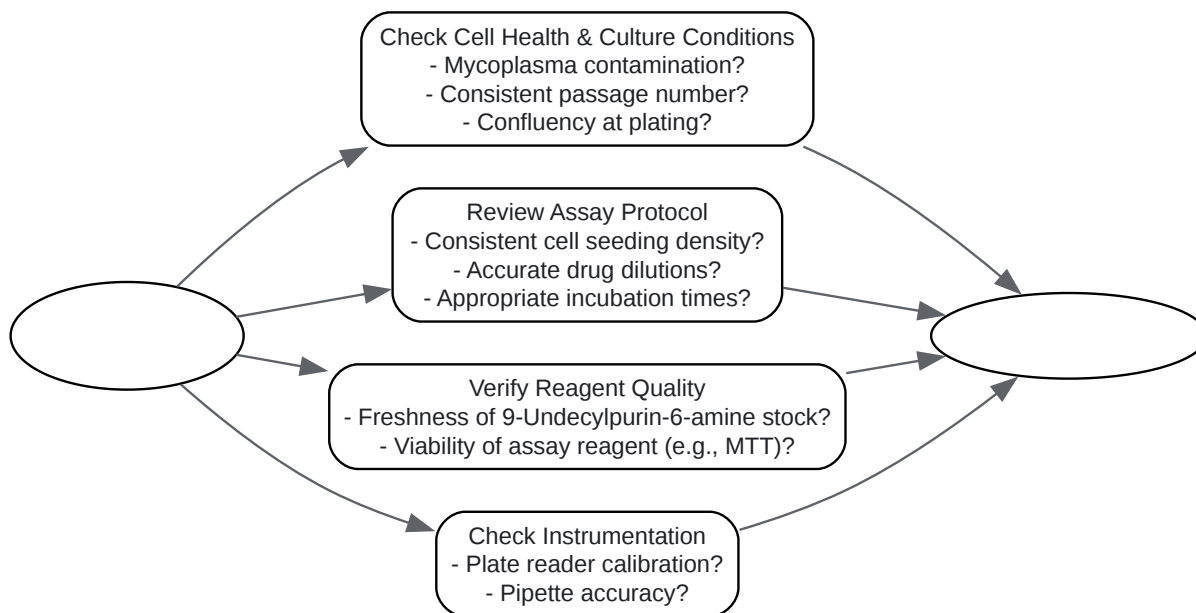 Check Cell Health & Culture Conditions
- Mycoplasma contamination?
- Consistent passage number?
- Confluency at plating?
Review Assay Protocol
- Consistent cell seeding density?
- Accurate drug dilutions?
- Appropriate incubation times?
Verify Reagent Quality
- Freshness of 9-Undecylpurin-6-amine stock?
- Viability of assay reagent (e.g., MTT)?
Check Instrumentation
- Plate reader calibration?
- Pipette accuracy?